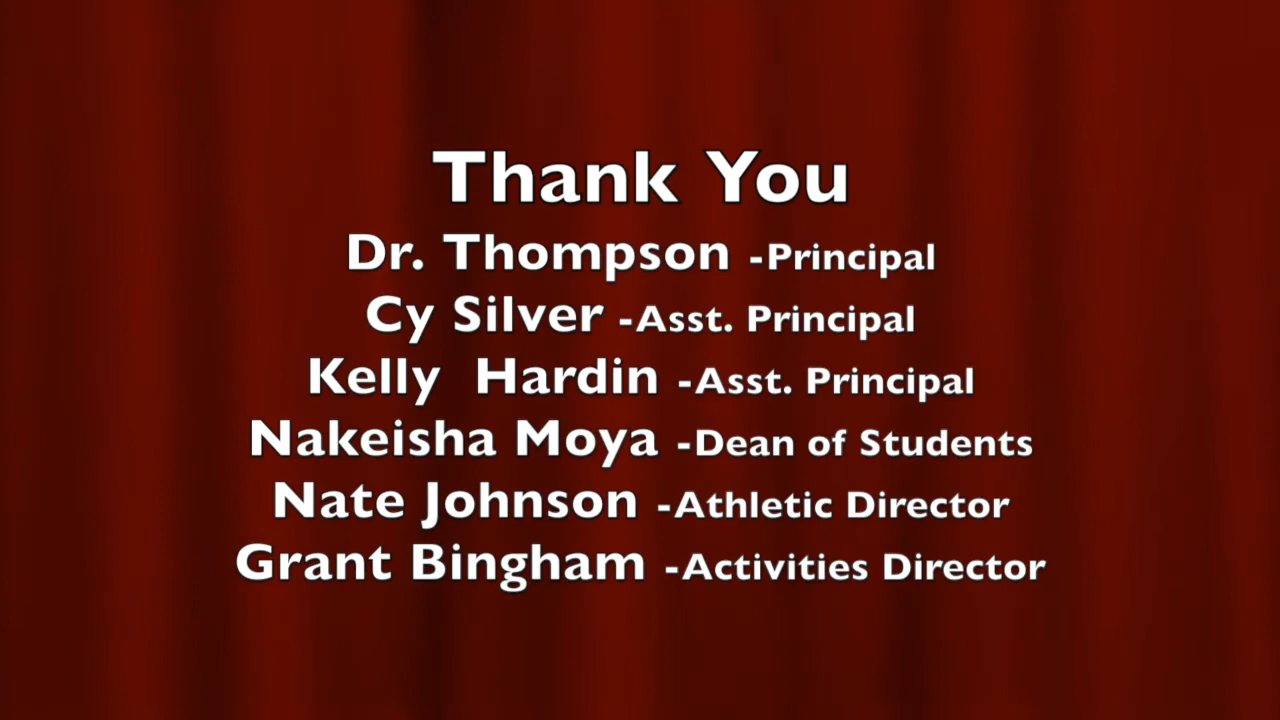 Thank You
Dr. Thompson -Principal
Cy Silver -Asst. Principal
Kelly Hardin -Asst. Principal
Nakeisha Moya -Dean of Students
Nate Johnson -Athletic Director
Grant Bingham -Activities Director